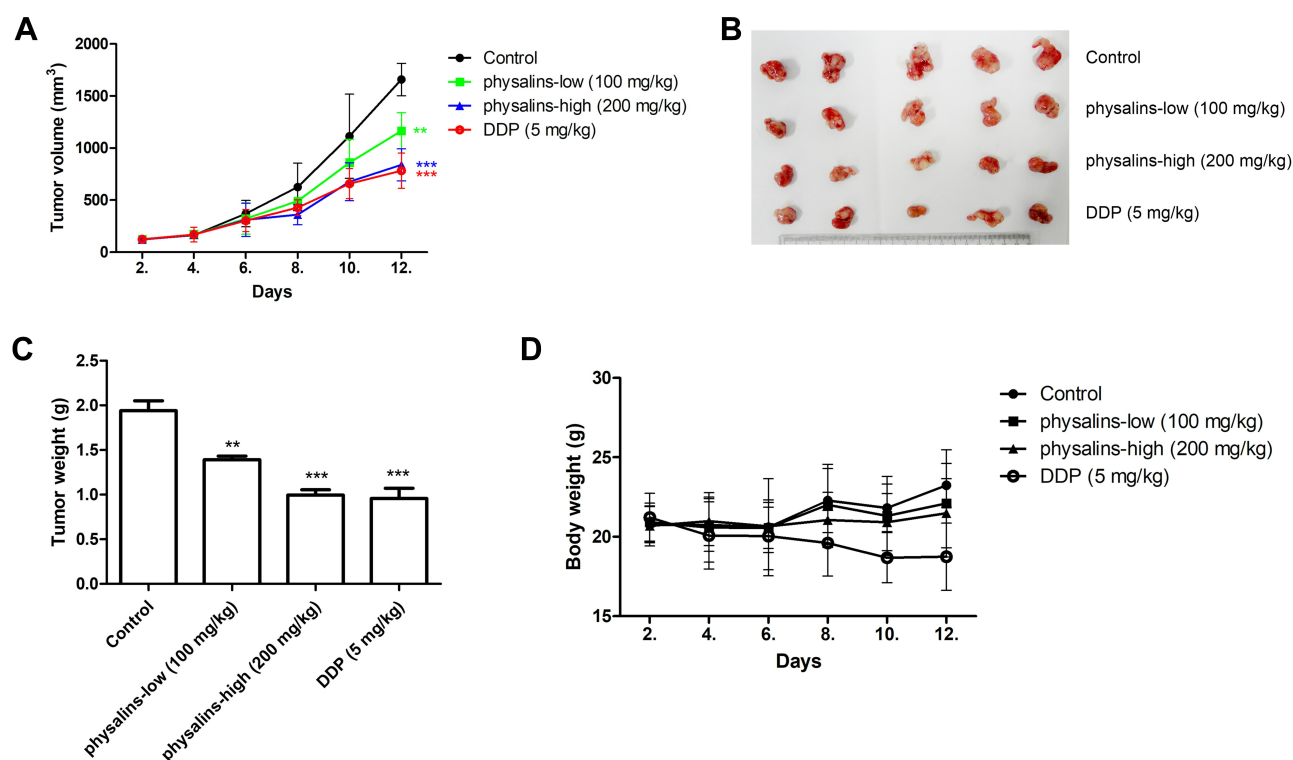 A
Tumor volume (mm³)
2000
1500
1000
500
0
2. 4. 6. 8. 10. 12.
Days
Control
physalins-low (100 mg/kg)
physalins-high (200 mg/kg)
DDP (5 mg/kg)
**
***
***
B
Control
physalins-low (100 mg/kg)
physalins-high (200 mg/kg)
DDP (5 mg/kg)
C
Tumor weight (g)
2.5
2.0
1.5
1.0
0.5
0.0
**
***
***
Control
physalins-low (100 mg/kg)
physalins-high (200 mg/kg)
DDP (5 mg/kg)
D
Body weight (g)
30
25
20
15
2. 4. 6. 8. 10. 12.
Days
Control
physalins-low (100 mg/kg)
physalins-high (200 mg/kg)
DDP (5 mg/kg)